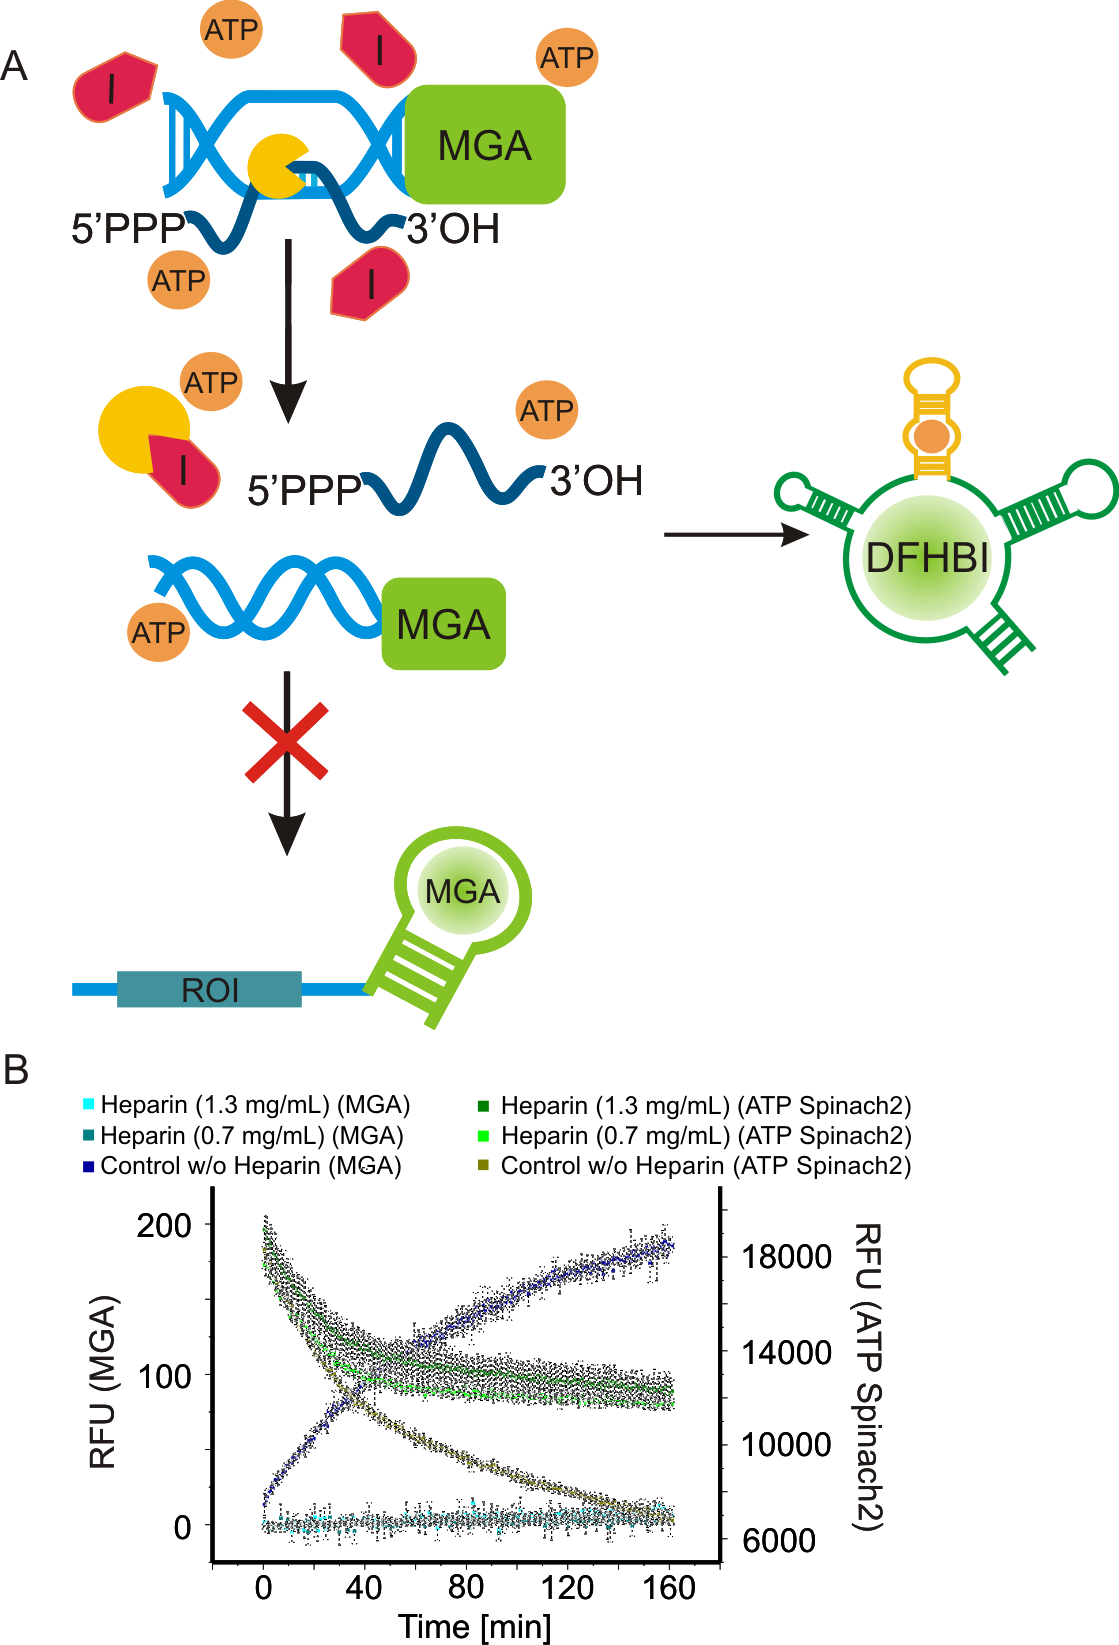 A
ATP
I
ATP
I
MGA
5'PPP
3'OH
ATP
I
ATP
ATP
I
5'PPP
3'OH
DFHBI
ATP
MGA
MGA
ROI
B
Heparin (1.3 mg/mL) (MGA)
Heparin (0.7 mg/mL) (MGA)
Control w/o Heparin (MGA)
Heparin (1.3 mg/mL) (ATP Spinach2)
Heparin (0.7 mg/mL) (ATP Spinach2)
Control w/o Heparin (ATP Spinach2)
RFU (MGA)
200
100
0
18000
14000
10000
6000
RFU (ATP Spinach2)
0 40 80 120 160
Time [min]